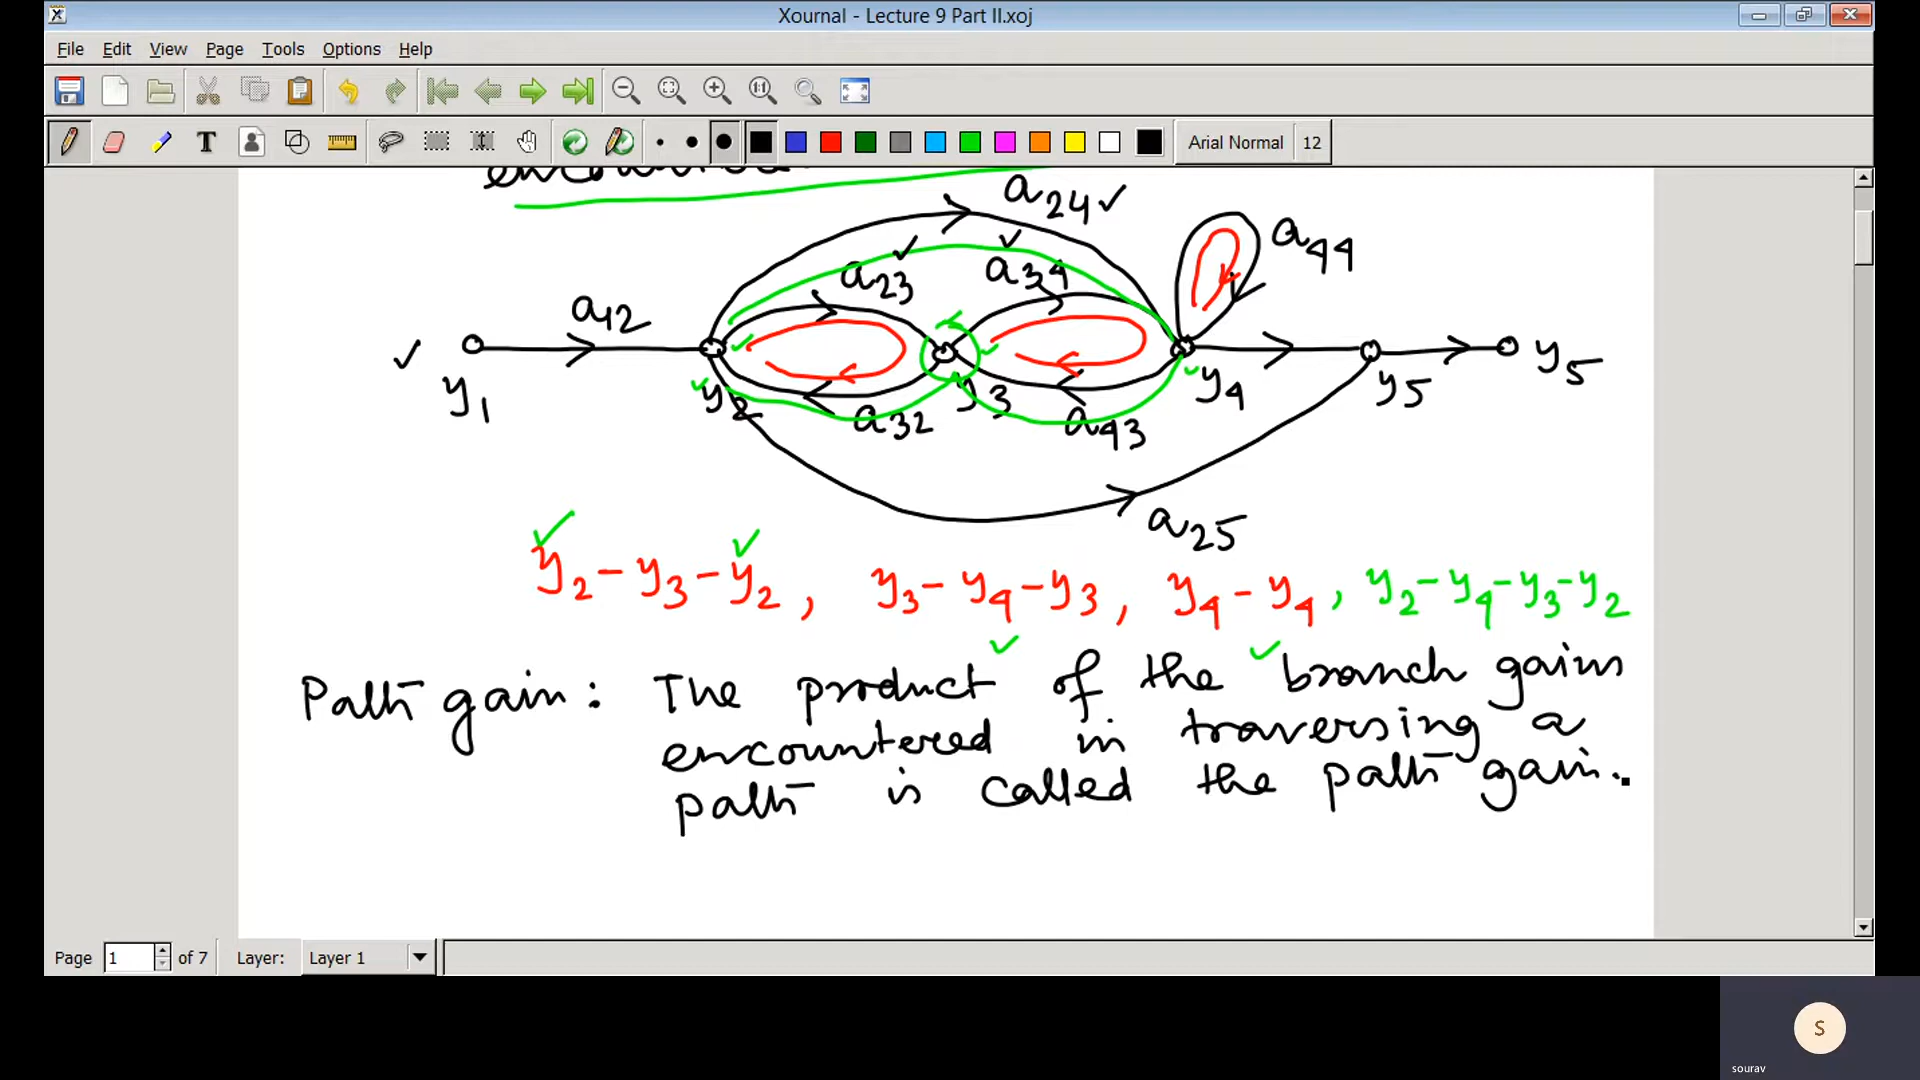 Xournal - Lecture 9 Part II.xoj
File Edit View Page Tools Options Help
Arial Normal 12
a24 ✓
a23 a34 a44
a12
y1 y2 y3 y4 y5 y5
a32 a43
a25
y2 - y3 - y2, y3 - y4 - y3, y4 - y4, y2 - y4 - y3 - y2
Path gain: The product of the branch gains
encountered in traversing a
path is called the path gain.
Page 1 of 7 Layer: Layer 1
S
sourav